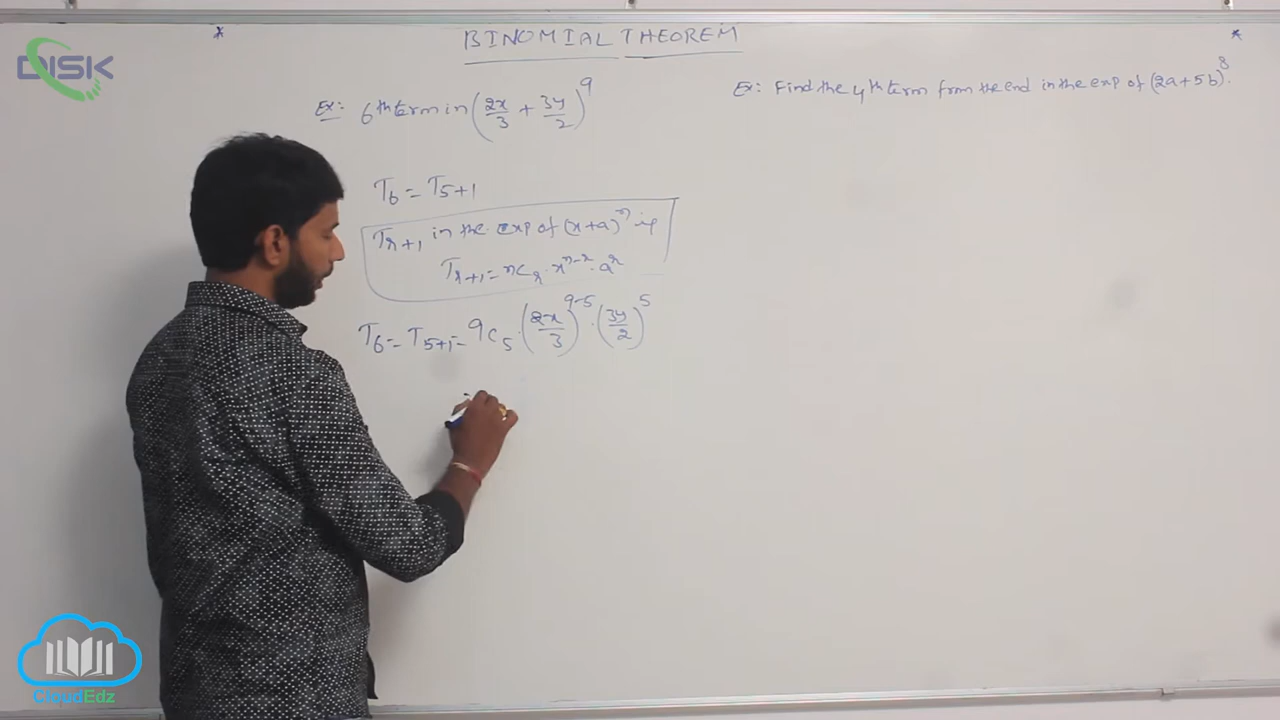 DISK
* BINOMIAL THEOREM *
Ex: 6th term in (2x/3 + 3y/2)^9
T6 = T5+1
Tr+1 in the exp of (x+a)^n is
Tr+1 = nCr · x^n-r · a^r
T6 = T5+1 = 9C5 · (2x/3)^9-5 · (3y/2)^5
Ex: Find the 4th term from the end in the exp of (2a+5b)^8.
CloudEdz